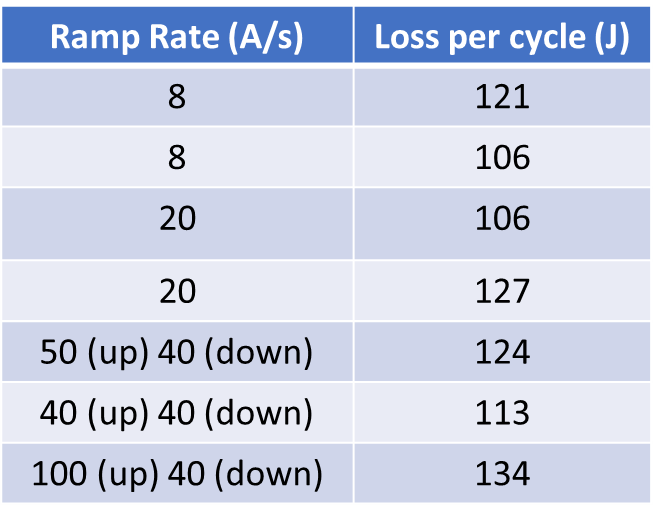 Ramp Rate (A/s) Loss per cycle (J)
8 121
8 106
20 106
20 127
50 (up) 40 (down) 124
40 (up) 40 (down) 113
100 (up) 40 (down) 134